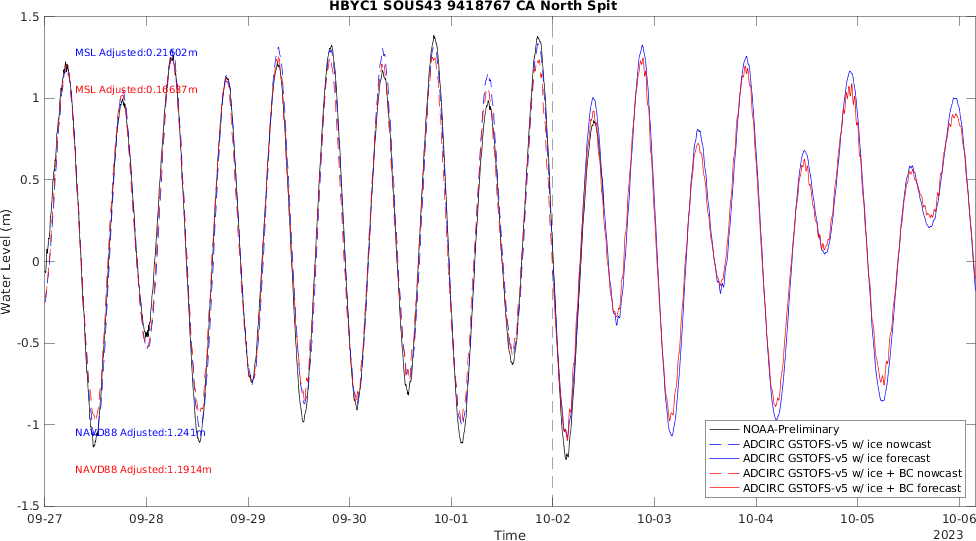 HBYC1 SOUS43 9418767 CA North Spit
1.5
MSL Adjusted:0.21602m
MSL Adjusted:0.16637m
1
0.5
Water Level (m)
0
-0.5
-1
NAVD88 Adjusted:1.241m
NAVD88 Adjusted:1.1914m
-1.5
NOAA-Preliminary
ADCIRC GSTOFS-v5 w/ ice nowcast
ADCIRC GSTOFS-v5 w/ ice forecast
ADCIRC GSTOFS-v5 w/ ice + BC nowcast
ADCIRC GSTOFS-v5 w/ ice + BC forecast
09-27 09-28 09-29 09-30 10-01 10-02 10-03 10-04 10-05 10-06
Time
2023